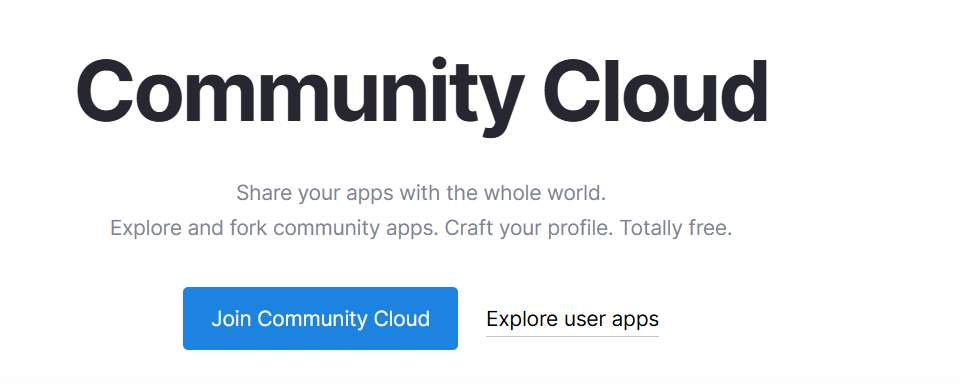 Community Cloud
Share your apps with the whole world.
Explore and fork community apps. Craft your profile. Totally free.
Join Community Cloud
Explore user apps